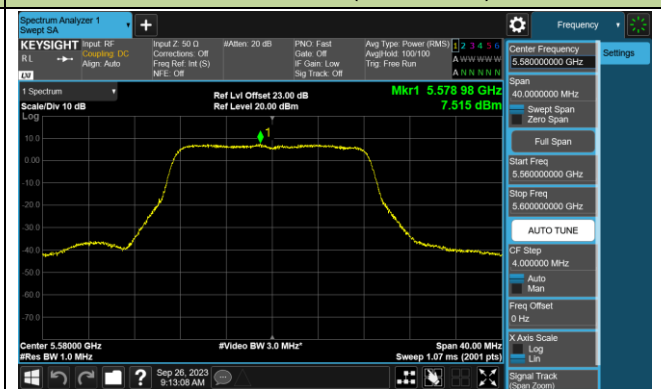 Spectrum Analyzer 1
Swept SA
Frequency
KEYSIGHT
Input: RF
Input Z: 50 Ω
#Atten: 20 dB
PNO: Fast
Avg Type: Power (RMS)
1 2 3 4 5 6
RL
Coupling: DC
Corrections: Off
Gate: Off
Avg|Hold: 100/100
A W W W W W
Align: Auto
Freq Ref: Int (S)
IF Gain: Low
Trig: Free Run
NFE: Off
Sig Track: Off
A N N N N N
LXI
1 Spectrum
Ref Lvl Offset 23.00 dB
Mkr1 5.578 98 GHz
Scale/Div 10 dB
Ref Level 20.00 dBm
7.515 dBm
Log
1
10.0
0.00
-10.0
-20.0
-30.0
-40.0
-50.0
-60.0
-70.0
Center 5.58000 GHz
#Video BW 3.0 MHz*
Span 40.00 MHz
#Res BW 1.0 MHz
Sweep 1.07 ms (2001 pts)
Sep 26, 2023
9:13:08 AM
Center Frequency
5.580000000 GHz
Settings
Span
40.0000000 MHz
Swept Span
Zero Span
Full Span
Start Freq
5.560000000 GHz
Stop Freq
5.600000000 GHz
AUTO TUNE
CF Step
4.000000 MHz
Auto
Man
Freq Offset
0 Hz
X Axis Scale
Log
Lin
Signal Track
(Span Zoom)